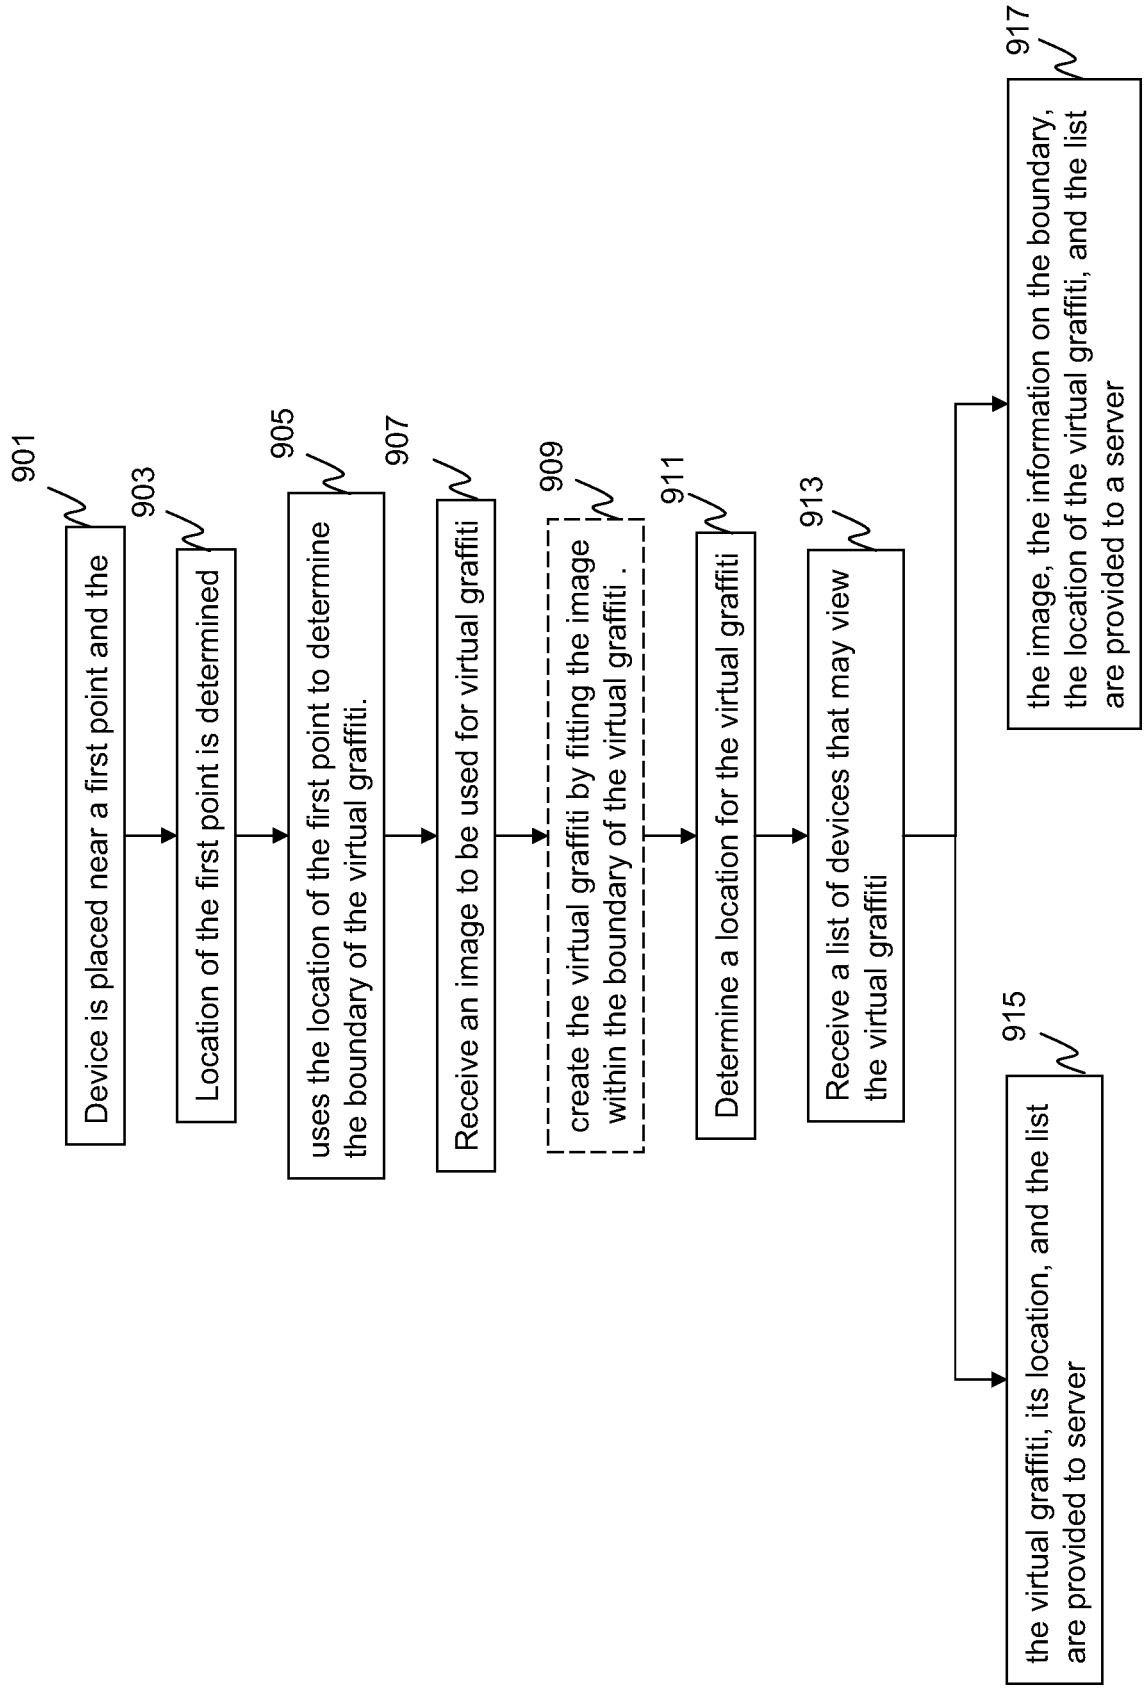 901
Device is placed near a first point and the
903
Location of the first point is determined
905
uses the location of the first point to determine
the boundary of the virtual graffiti.
907
Receive an image to be used for virtual graffiti
909
create the virtual graffiti by fitting the image
within the boundary of the virtual graffiti .
911
Determine a location for the virtual graffiti
913
Receive a list of devices that may view
the virtual graffiti
915
the virtual graffiti, its location, and the list
are provided to server
917
the image, the information on the boundary,
the location of the virtual graffiti, and the list
are provided to a server